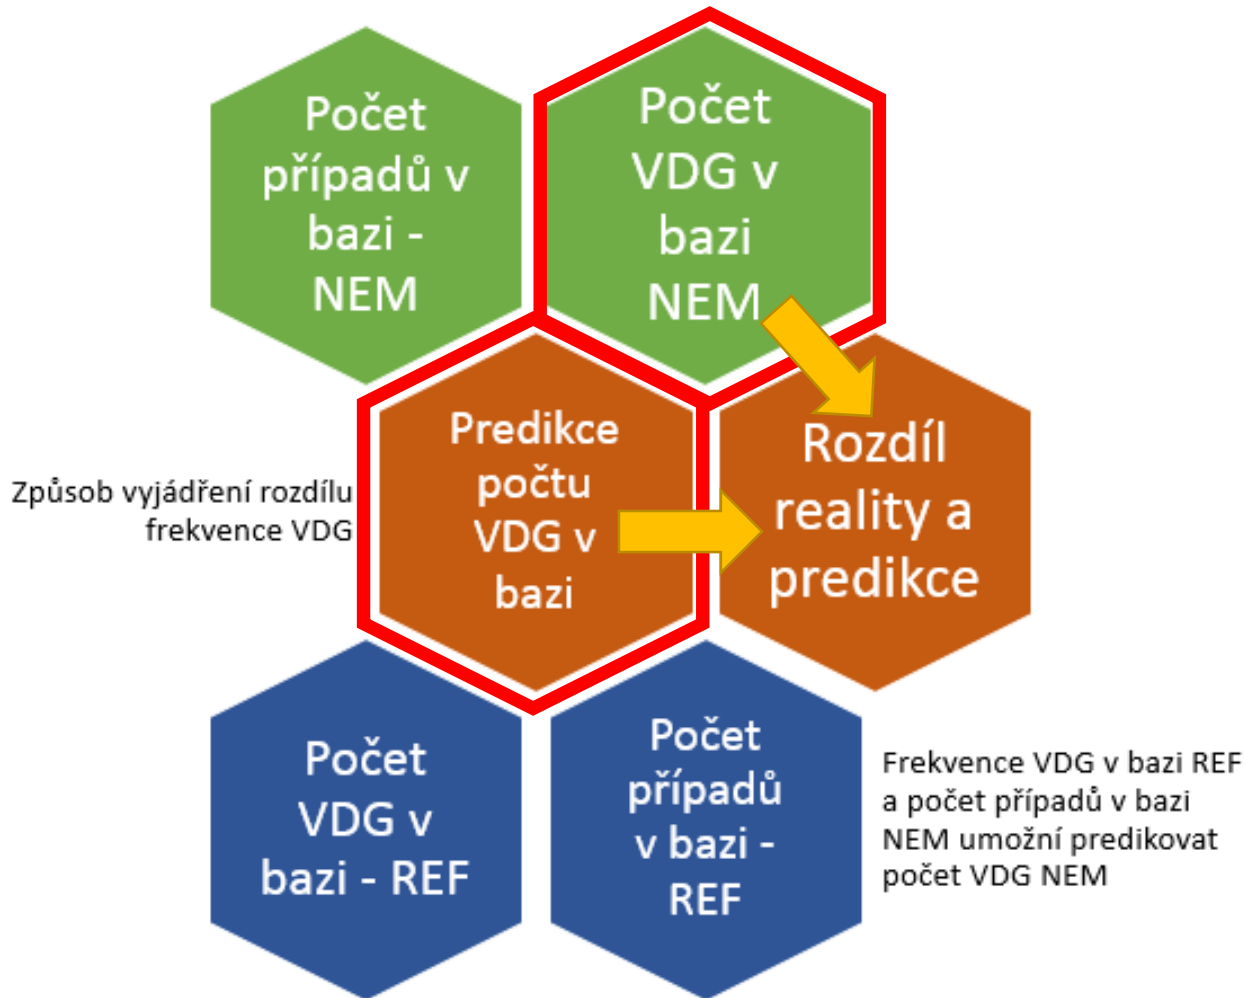 Počet
případů v
bazi -
NEM
Počet
VDG v
bazi
NEM
Způsob vyjádření rozdílu
frekvence VDG
Predikce
počtu
VDG v
bazi
Rozdíl
reality a
predikce
Počet
VDG v
bazi - REF
Počet
případů
v bazi -
REF
Frekvence VDG v bazi REF
a počet případů v bazi
NEM umožní predikovat
počet VDG NEM